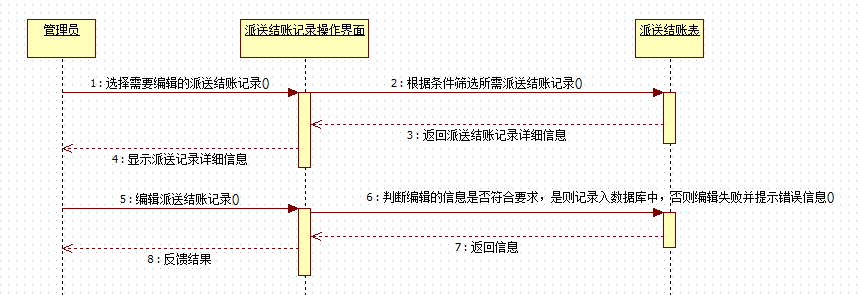 管理员
派送结账记录操作界面
派送结账表
1 : 选择需要编辑的派送结账记录()
2 : 根据条件筛选所需派送结账记录()
3 : 返回派送结账记录详细信息
4 : 显示派送记录详细信息
5 : 编辑派送结账记录()
6 : 判断编辑的信息是否符合要求，是则记录入数据库中，否则编辑失败并提示错误信息()
7 : 返回信息
8 : 反馈结果